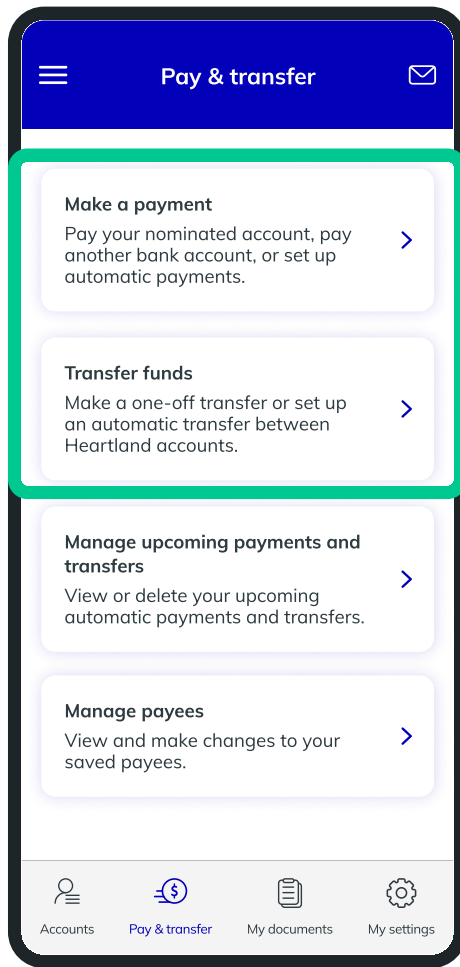 Pay & transfer
Make a payment
Pay your nominated account, pay
another bank account, or set up
automatic payments.
Transfer funds
Make a one-off transfer or set up
an automatic transfer between
Heartland accounts.
Manage upcoming payments and
transfers
View or delete your upcoming
automatic payments and transfers.
Manage payees
View and make changes to your
saved payees.
$
Accounts
Pay & transfer
My documents
My settings